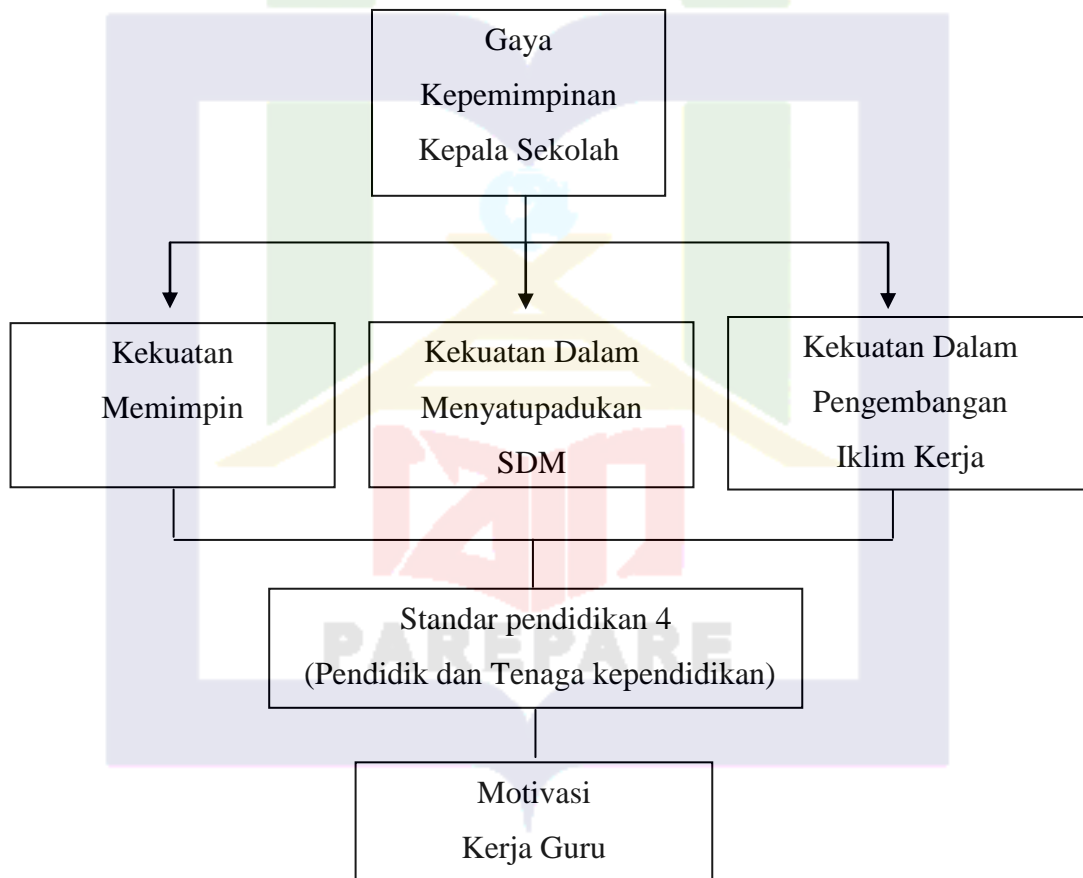 Gaya
Kepemimpinan
Kepala Sekolah
Kekuatan
Memimpin
Kekuatan Dalam
Menyatupadukan
SDM
Kekuatan Dalam
Pengembangan
Iklim Kerja
Standar pendidikan 4
(Pendidik dan Tenaga kependidikan)
PAREPARE
Motivasi
Kerja Guru